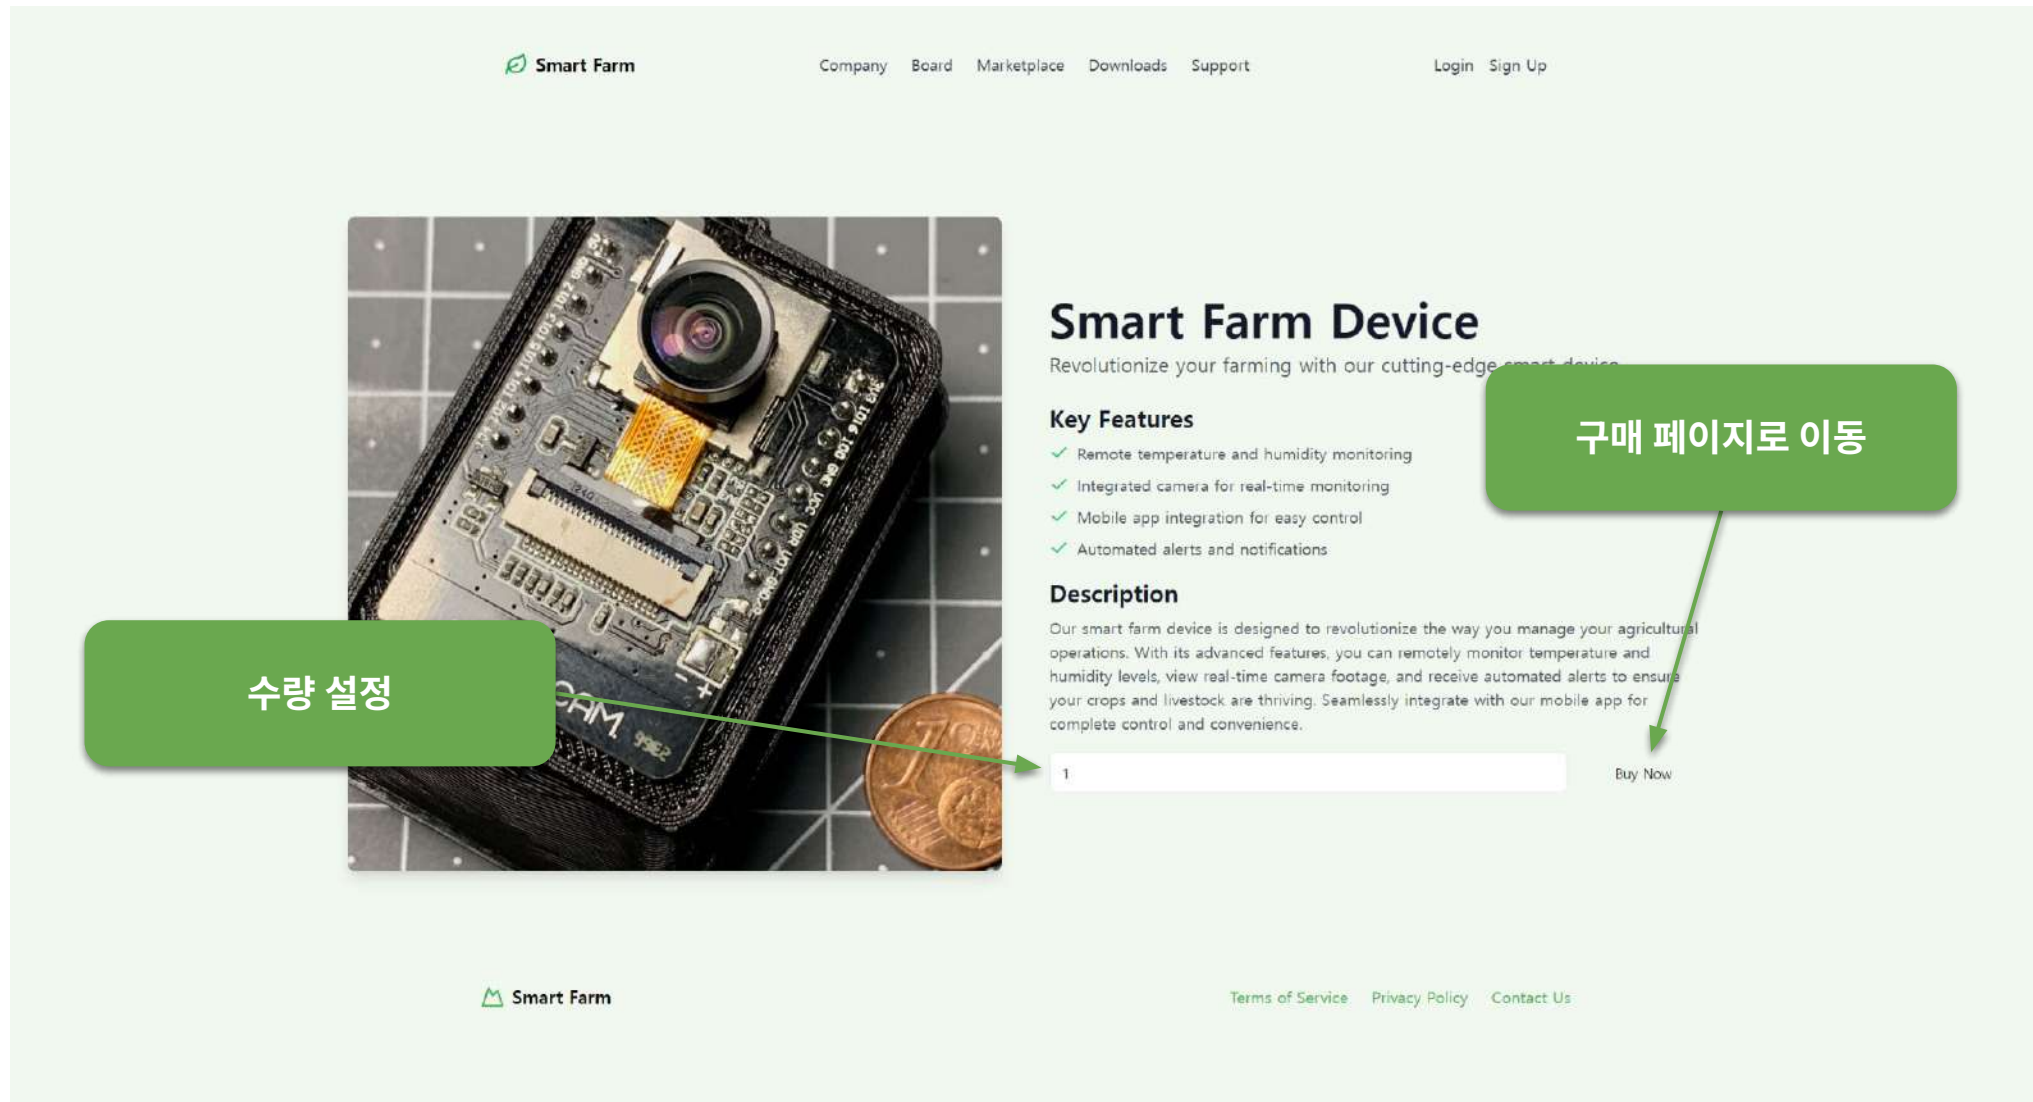 Smart Farm
Company Board Marketplace Downloads Support
Login Sign Up
Smart Farm Device
Revolutionize your farming with our cutting-edge smart device
구매 페이지로 이동
Key Features
Remote temperature and humidity monitoring
Integrated camera for real-time monitoring
Mobile app integration for easy control
Automated alerts and notifications
Description
Our smart farm device is designed to revolutionize the way you manage your agricultural
operations. With its advanced features, you can remotely monitor temperature and
humidity levels, view real-time camera footage, and receive automated alerts to ensure
your crops and livestock are thriving. Seamlessly integrate with our mobile app for
complete control and convenience.
수량 설정
CAM
1
Buy Now
Smart Farm
Terms of Service Privacy Policy Contact Us